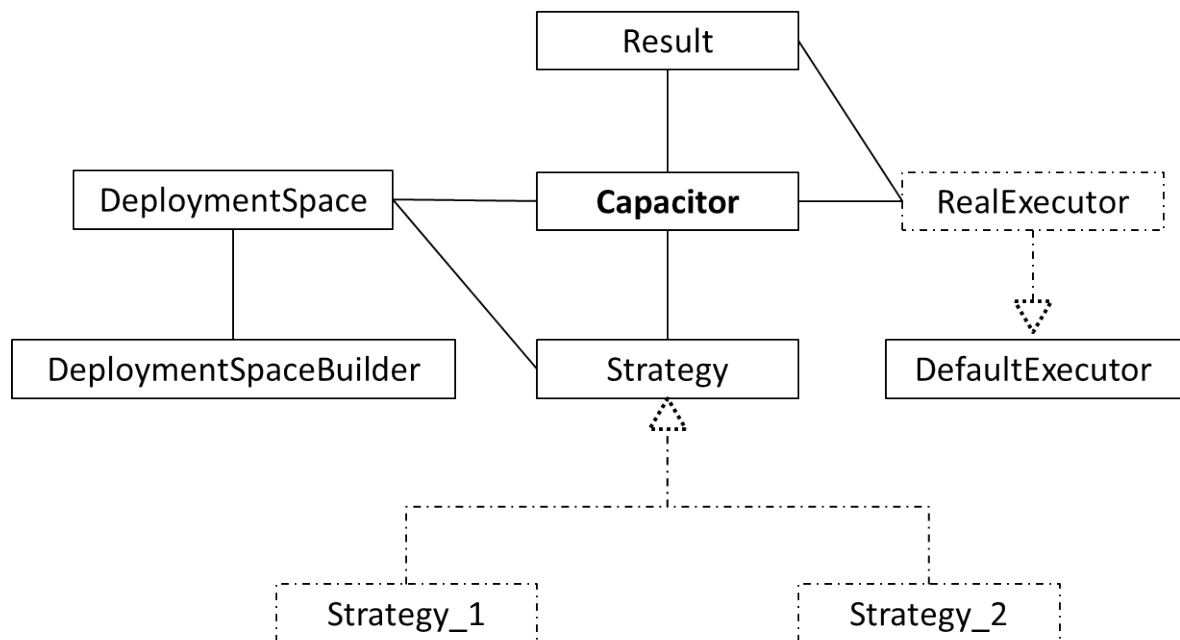 Result
DeploymentSpace
Capacitor
RealExecutor
DeploymentSpaceBuilder
Strategy
DefaultExecutor
Strategy_1
Strategy_2